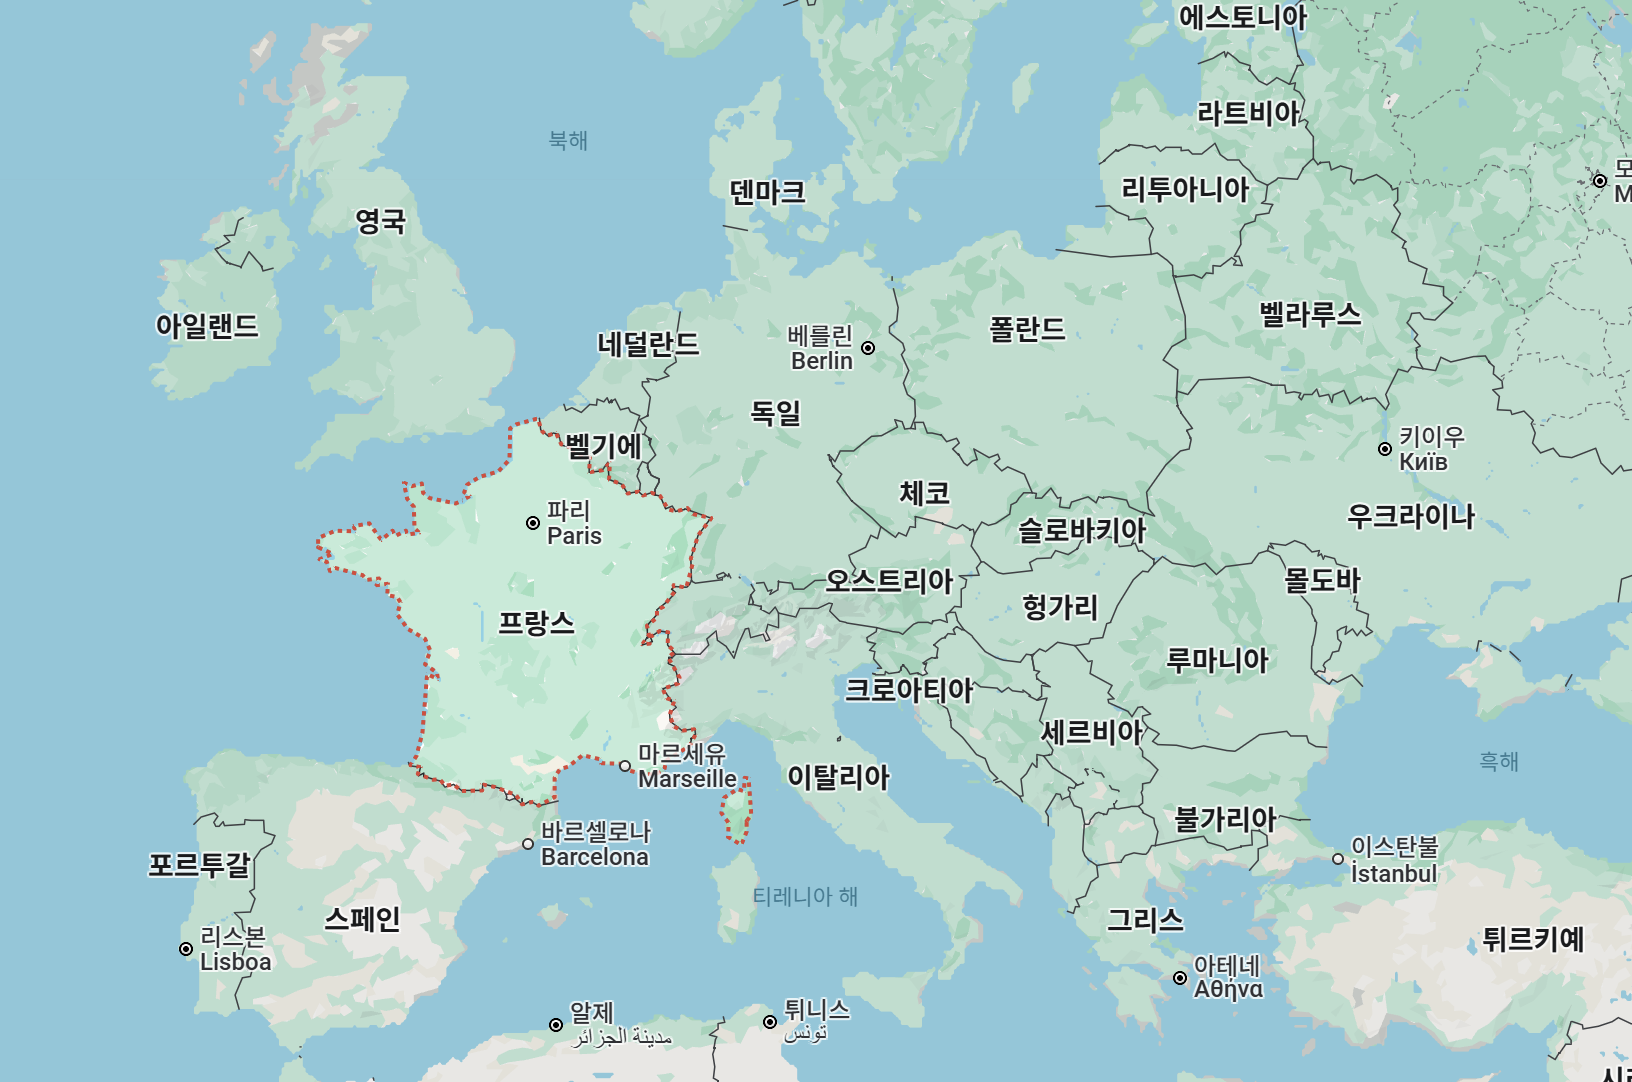 에스토니아
라트비아
북해
모
M
리투아니아
덴마크
영국
벨라루스
아일랜드
네덜란드
베를린
Berlin
폴란드
독일
벨기에
키이우
Київ
체코
파리
Paris
슬로바키아
우크라이나
오스트리아
몰도바
헝가리
프랑스
루마니아
크로아티아
세르비아
마르세유
Marseille
이탈리아
흑해
불가리아
바르셀로나
Barcelona
이스탄불
İstanbul
포르투갈
티레니아 해
스페인
그리스
리스본
Lisboa
튀르키예
아테네
Αθήνα
알제
مدينة الجزائر
튀니스
تونس